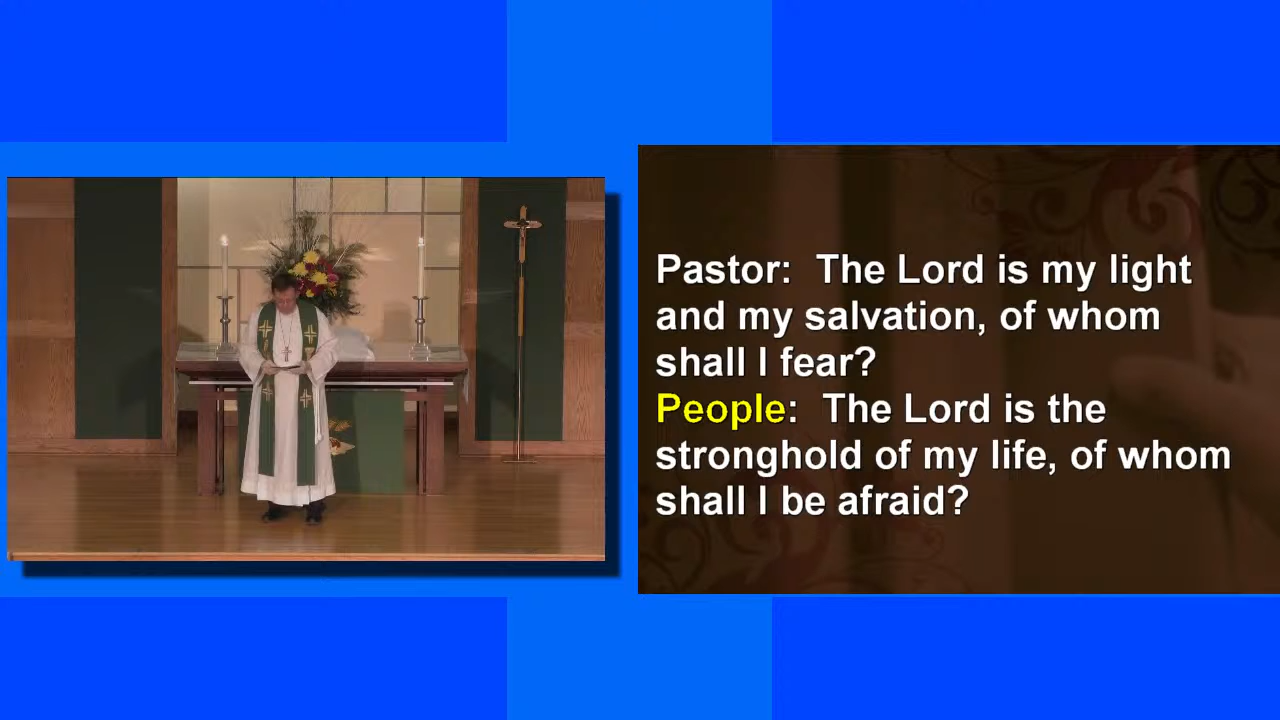 Pastor:  The Lord is my light
and my salvation, of whom
shall I fear?
People:  The Lord is the
stronghold of my life, of whom
shall I be afraid?